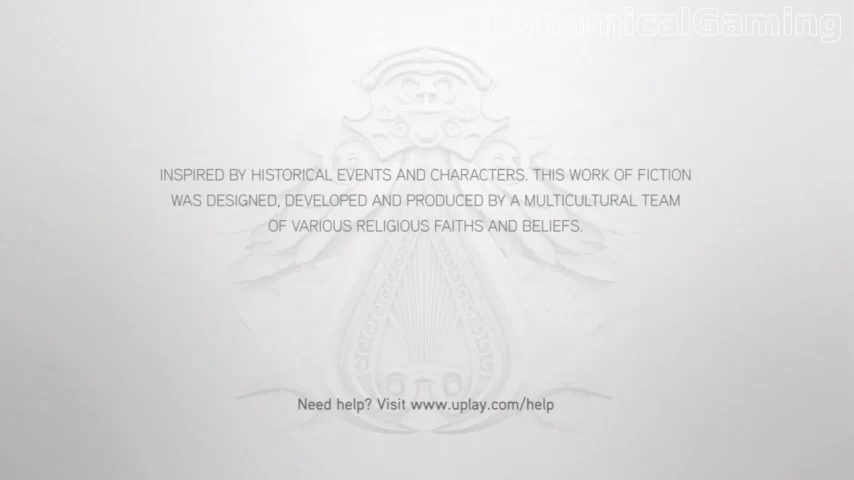 DynamicalGaming
INSPIRED BY HISTORICAL EVENTS AND CHARACTERS. THIS WORK OF FICTION
WAS DESIGNED, DEVELOPED AND PRODUCED BY A MULTICULTURAL TEAM
OF VARIOUS RELIGIOUS FAITHS AND BELIEFS.
Need help? Visit www.uplay.com/help